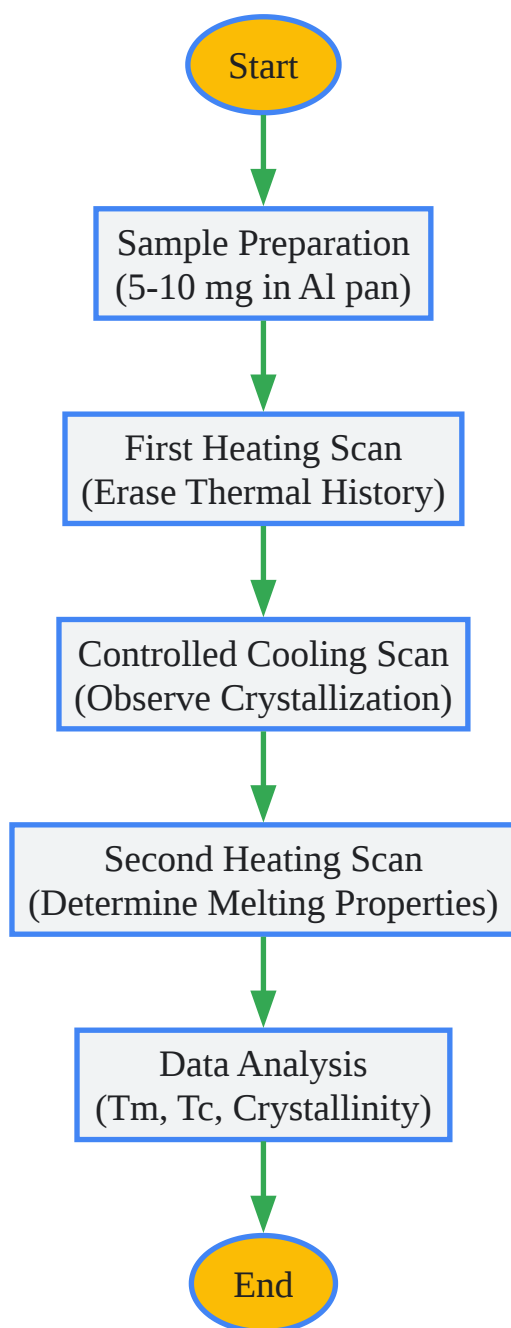 Start
Sample Preparation
(5-10 mg in Al pan)
First Heating Scan
(Erase Thermal History)
Controlled Cooling Scan
(Observe Crystallization)
Second Heating Scan
(Determine Melting Properties)
Data Analysis
(Tm, Tc, Crystallinity)
End